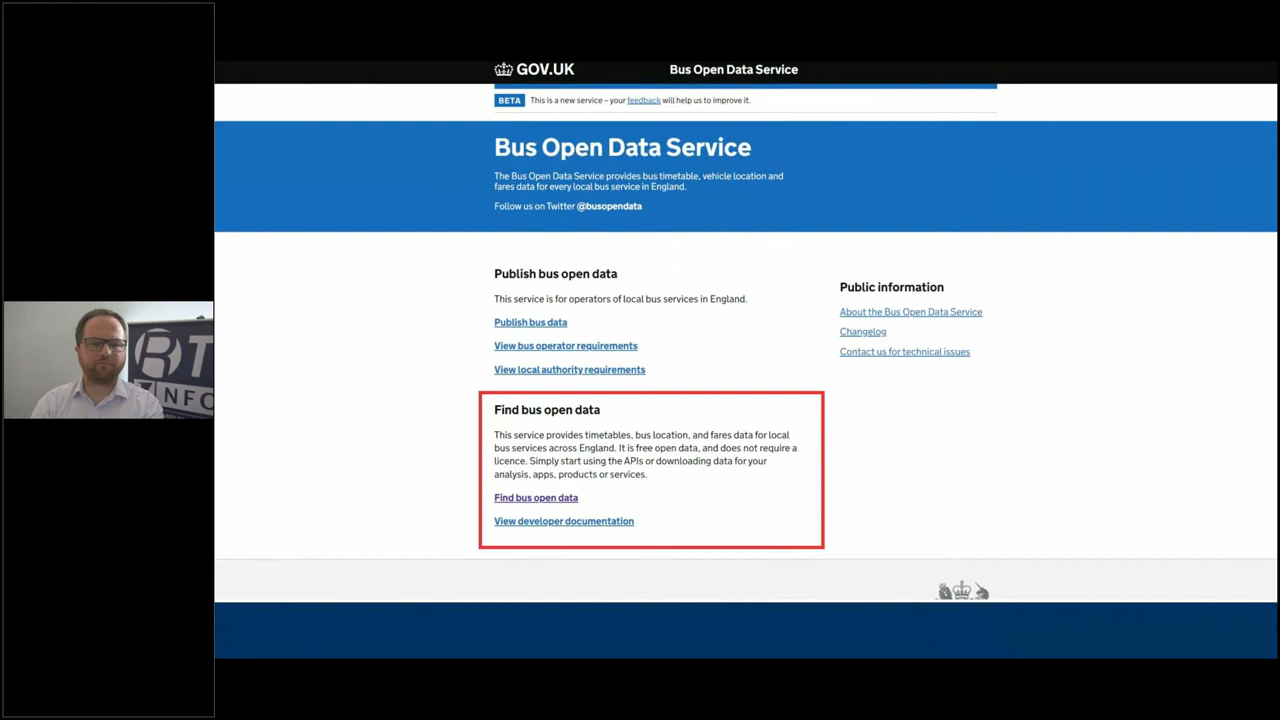 GOV.UK
Bus Open Data Service
BETA
This is a new service – your feedback will help us to improve it.
Bus Open Data Service
The Bus Open Data Service provides bus timetable, vehicle location and
fares data for every local bus service in England.
Follow us on Twitter @busopendata
Publish bus open data
This service is for operators of local bus services in England.
Publish bus data
View bus operator requirements
View local authority requirements
Public information
About the Bus Open Data Service
Changelog
Contact us for technical issues
Find bus open data
This service provides timetables, bus location, and fares data for local
bus services across England. It is free open data, and does not require a
licence. Simply start using the APIs or downloading data for your
analysis, apps, products or services.
Find bus open data
View developer documentation
RT
INFO